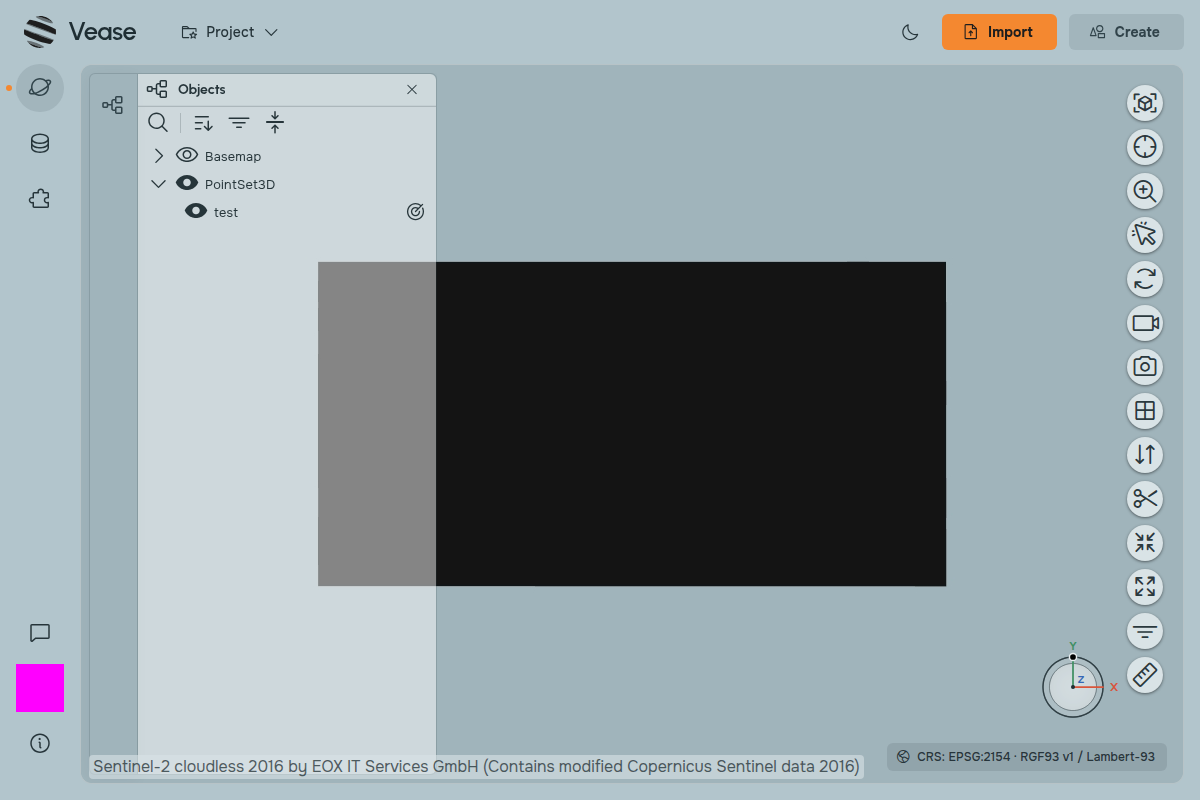 Vease
Project
Import
Create
Objects
Basemap
PointSet3D
test
Y
Z
X
CRS: EPSG:2154 · RGF93 v1 / Lambert-93
Sentinel-2 cloudless 2016 by EOX IT Services GmbH (Contains modified Copernicus Sentinel data 2016)